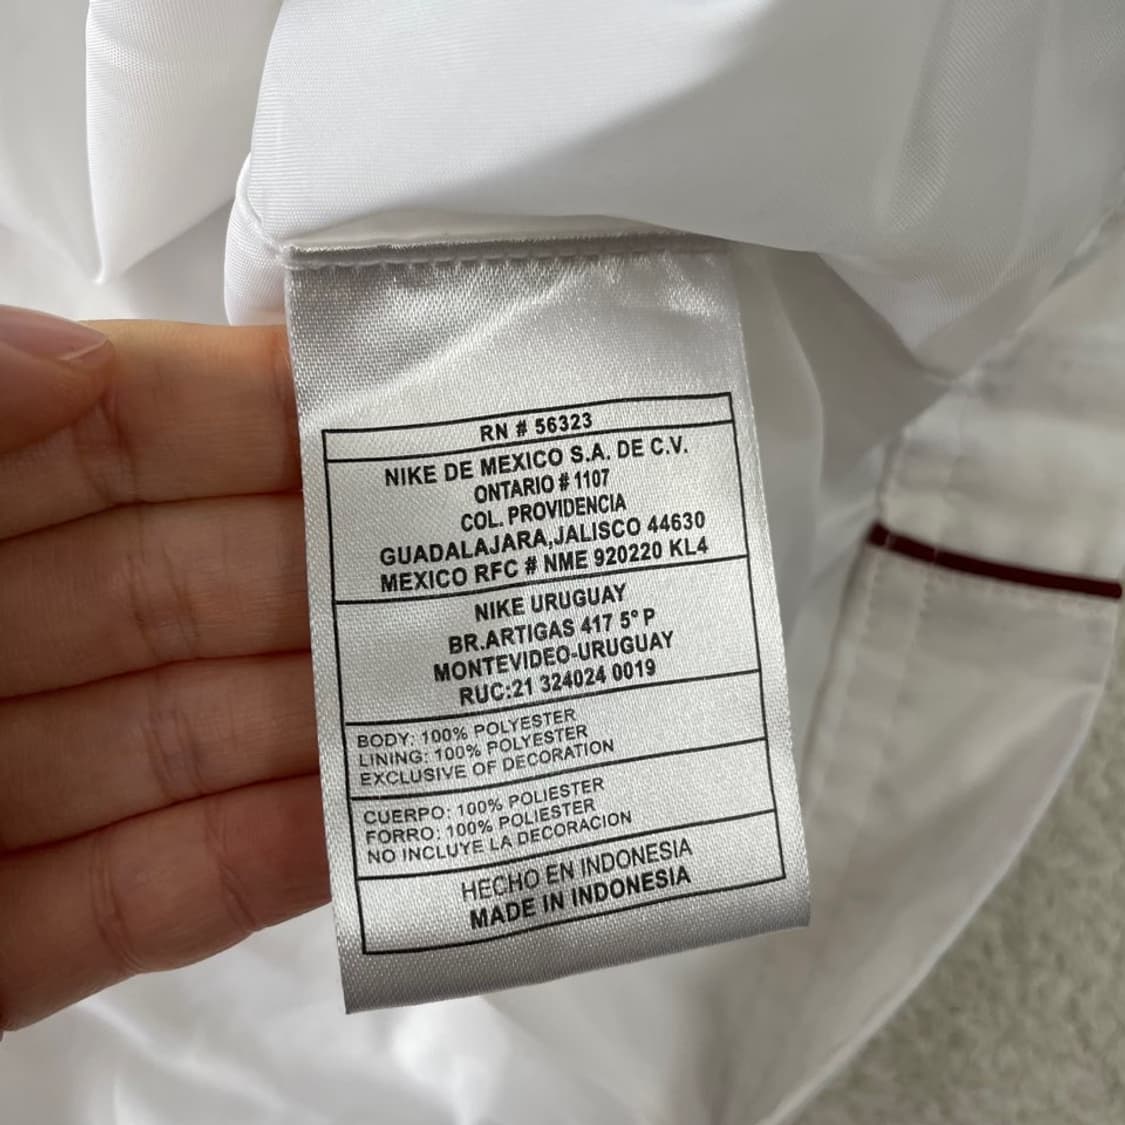 RN # 56323
NIKE DE MEXICO S.A. DE C.V.
ONTARIO # 1107
COL. PROVIDENCIA
GUADALAJARA,JALISCO 44630
MEXICO RFC # NME 920220 KL4
NIKE URUGUAY
BR.ARTIGAS 417 5° P
MONTEVIDEO-URUGUAY
RUC:21 324024 0019
BODY: 100% POLYESTER
LINING: 100% POLYESTER
EXCLUSIVE OF DECORATION
CUERPO: 100% POLIESTER
FORRO: 100% POLIESTER
NO INCLUYE LA DECORACION
HECHO EN INDONESIA
MADE IN INDONESIA